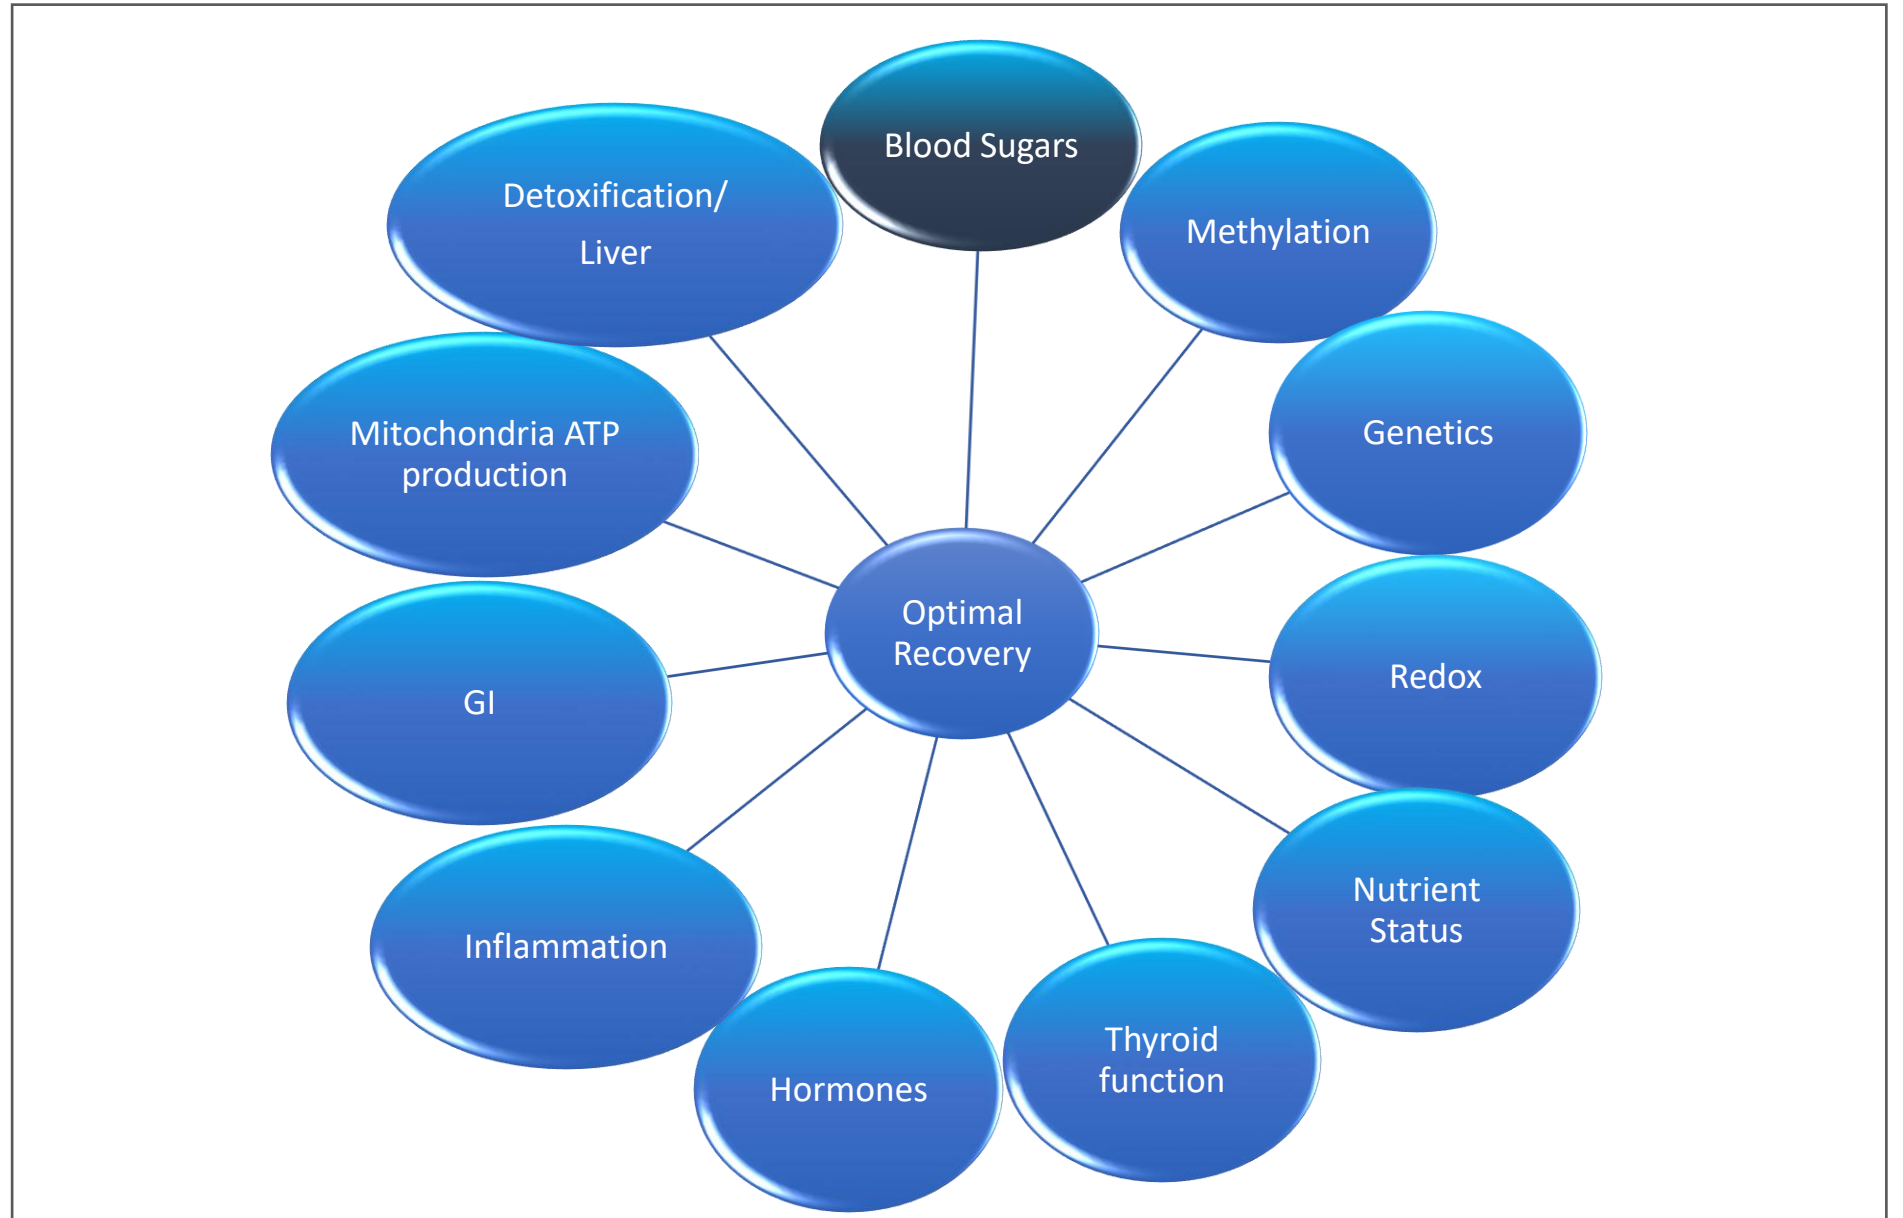 Blood Sugars
Methylation
Genetics
Redox
Nutrient
Status
Thyroid
function
Hormones
Inflammation
GI
Mitochondria ATP
production
Detoxification/
Liver
Optimal
Recovery